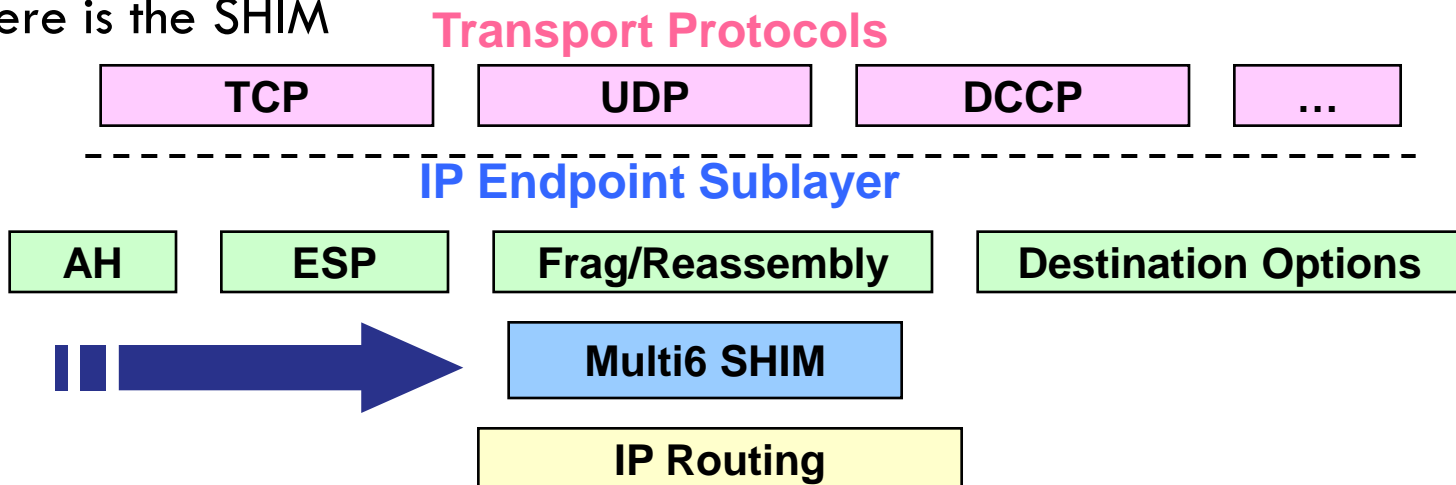 ere is the SHIM
Transport Protocols
TCP UDP DCCP ...
IP Endpoint Sublayer
AH ESP Frag/Reassembly Destination Options
Multi6 SHIM
IP Routing